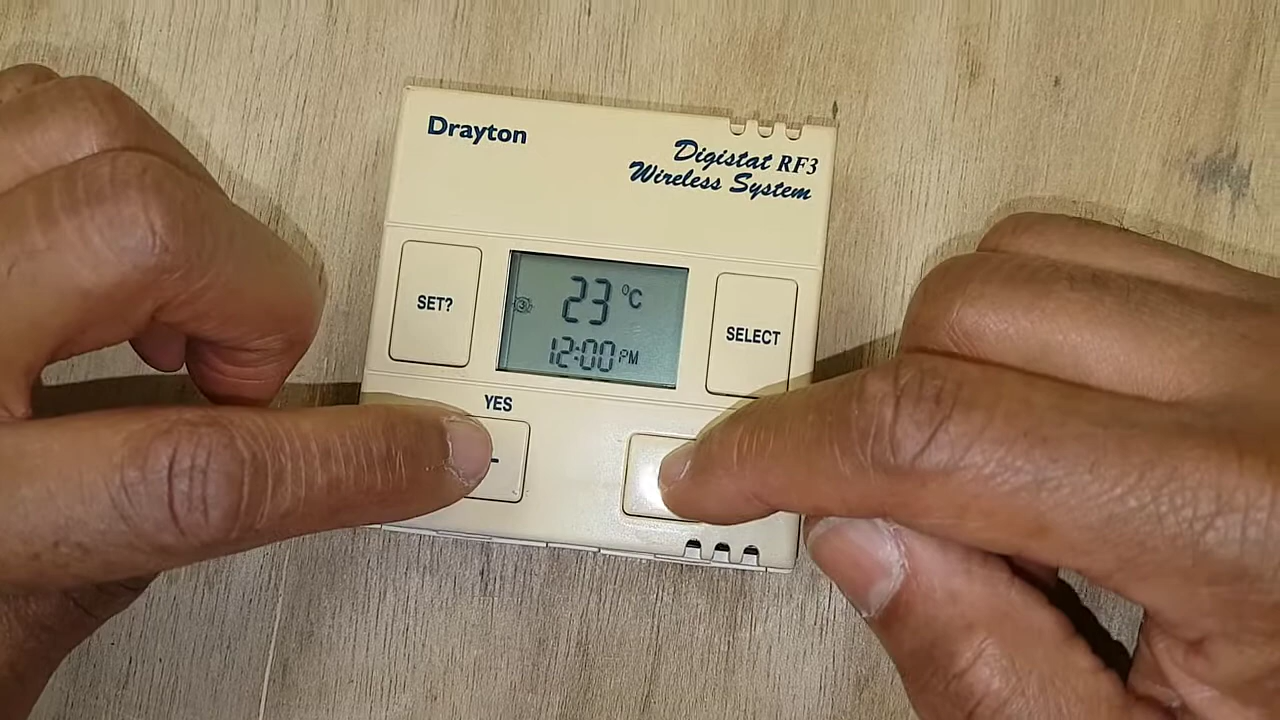 Drayton
Digistat RF3
Wireless System
SET?
23 °C
12:00 PM
SELECT
YES
-